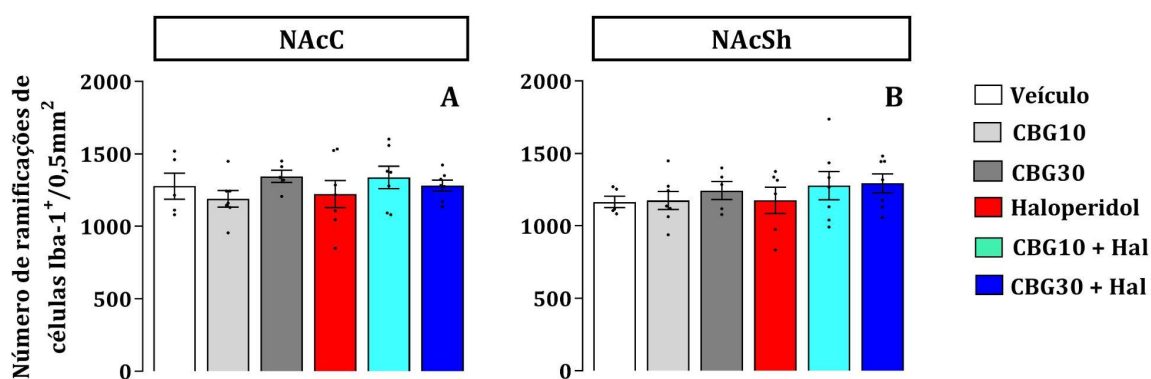 NAcC
NAcSh
Número de ramificações de
células Iba-1⁺/0,5mm²
2000
1500
1000
500
0
A
2000
1500
1000
500
0
B
Veículo
CBG10
CBG30
Haloperidol
CBG10 + Hal
CBG30 + Hal